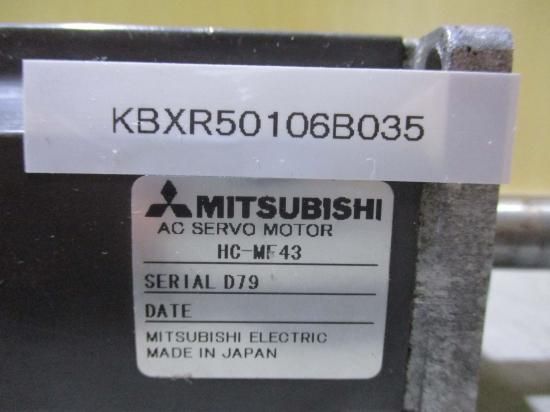 KBXR50106B035
MITSUBISHI
AC SERVO MOTOR
HC-MF43
SERIAL D79
DATE
MITSUBISHI ELECTRIC
MADE IN JAPAN